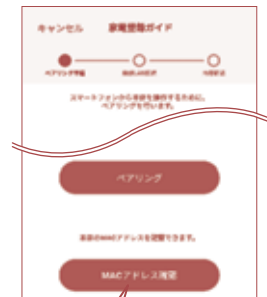 キャンセル 家電登録ガイド
ペアリング準備 無線LAN設定
スマートフォンから本体を操作するために、
ペアリングを行います。
ペアリング
本体のMACアドレスを確認できます。
MACアドレス確認